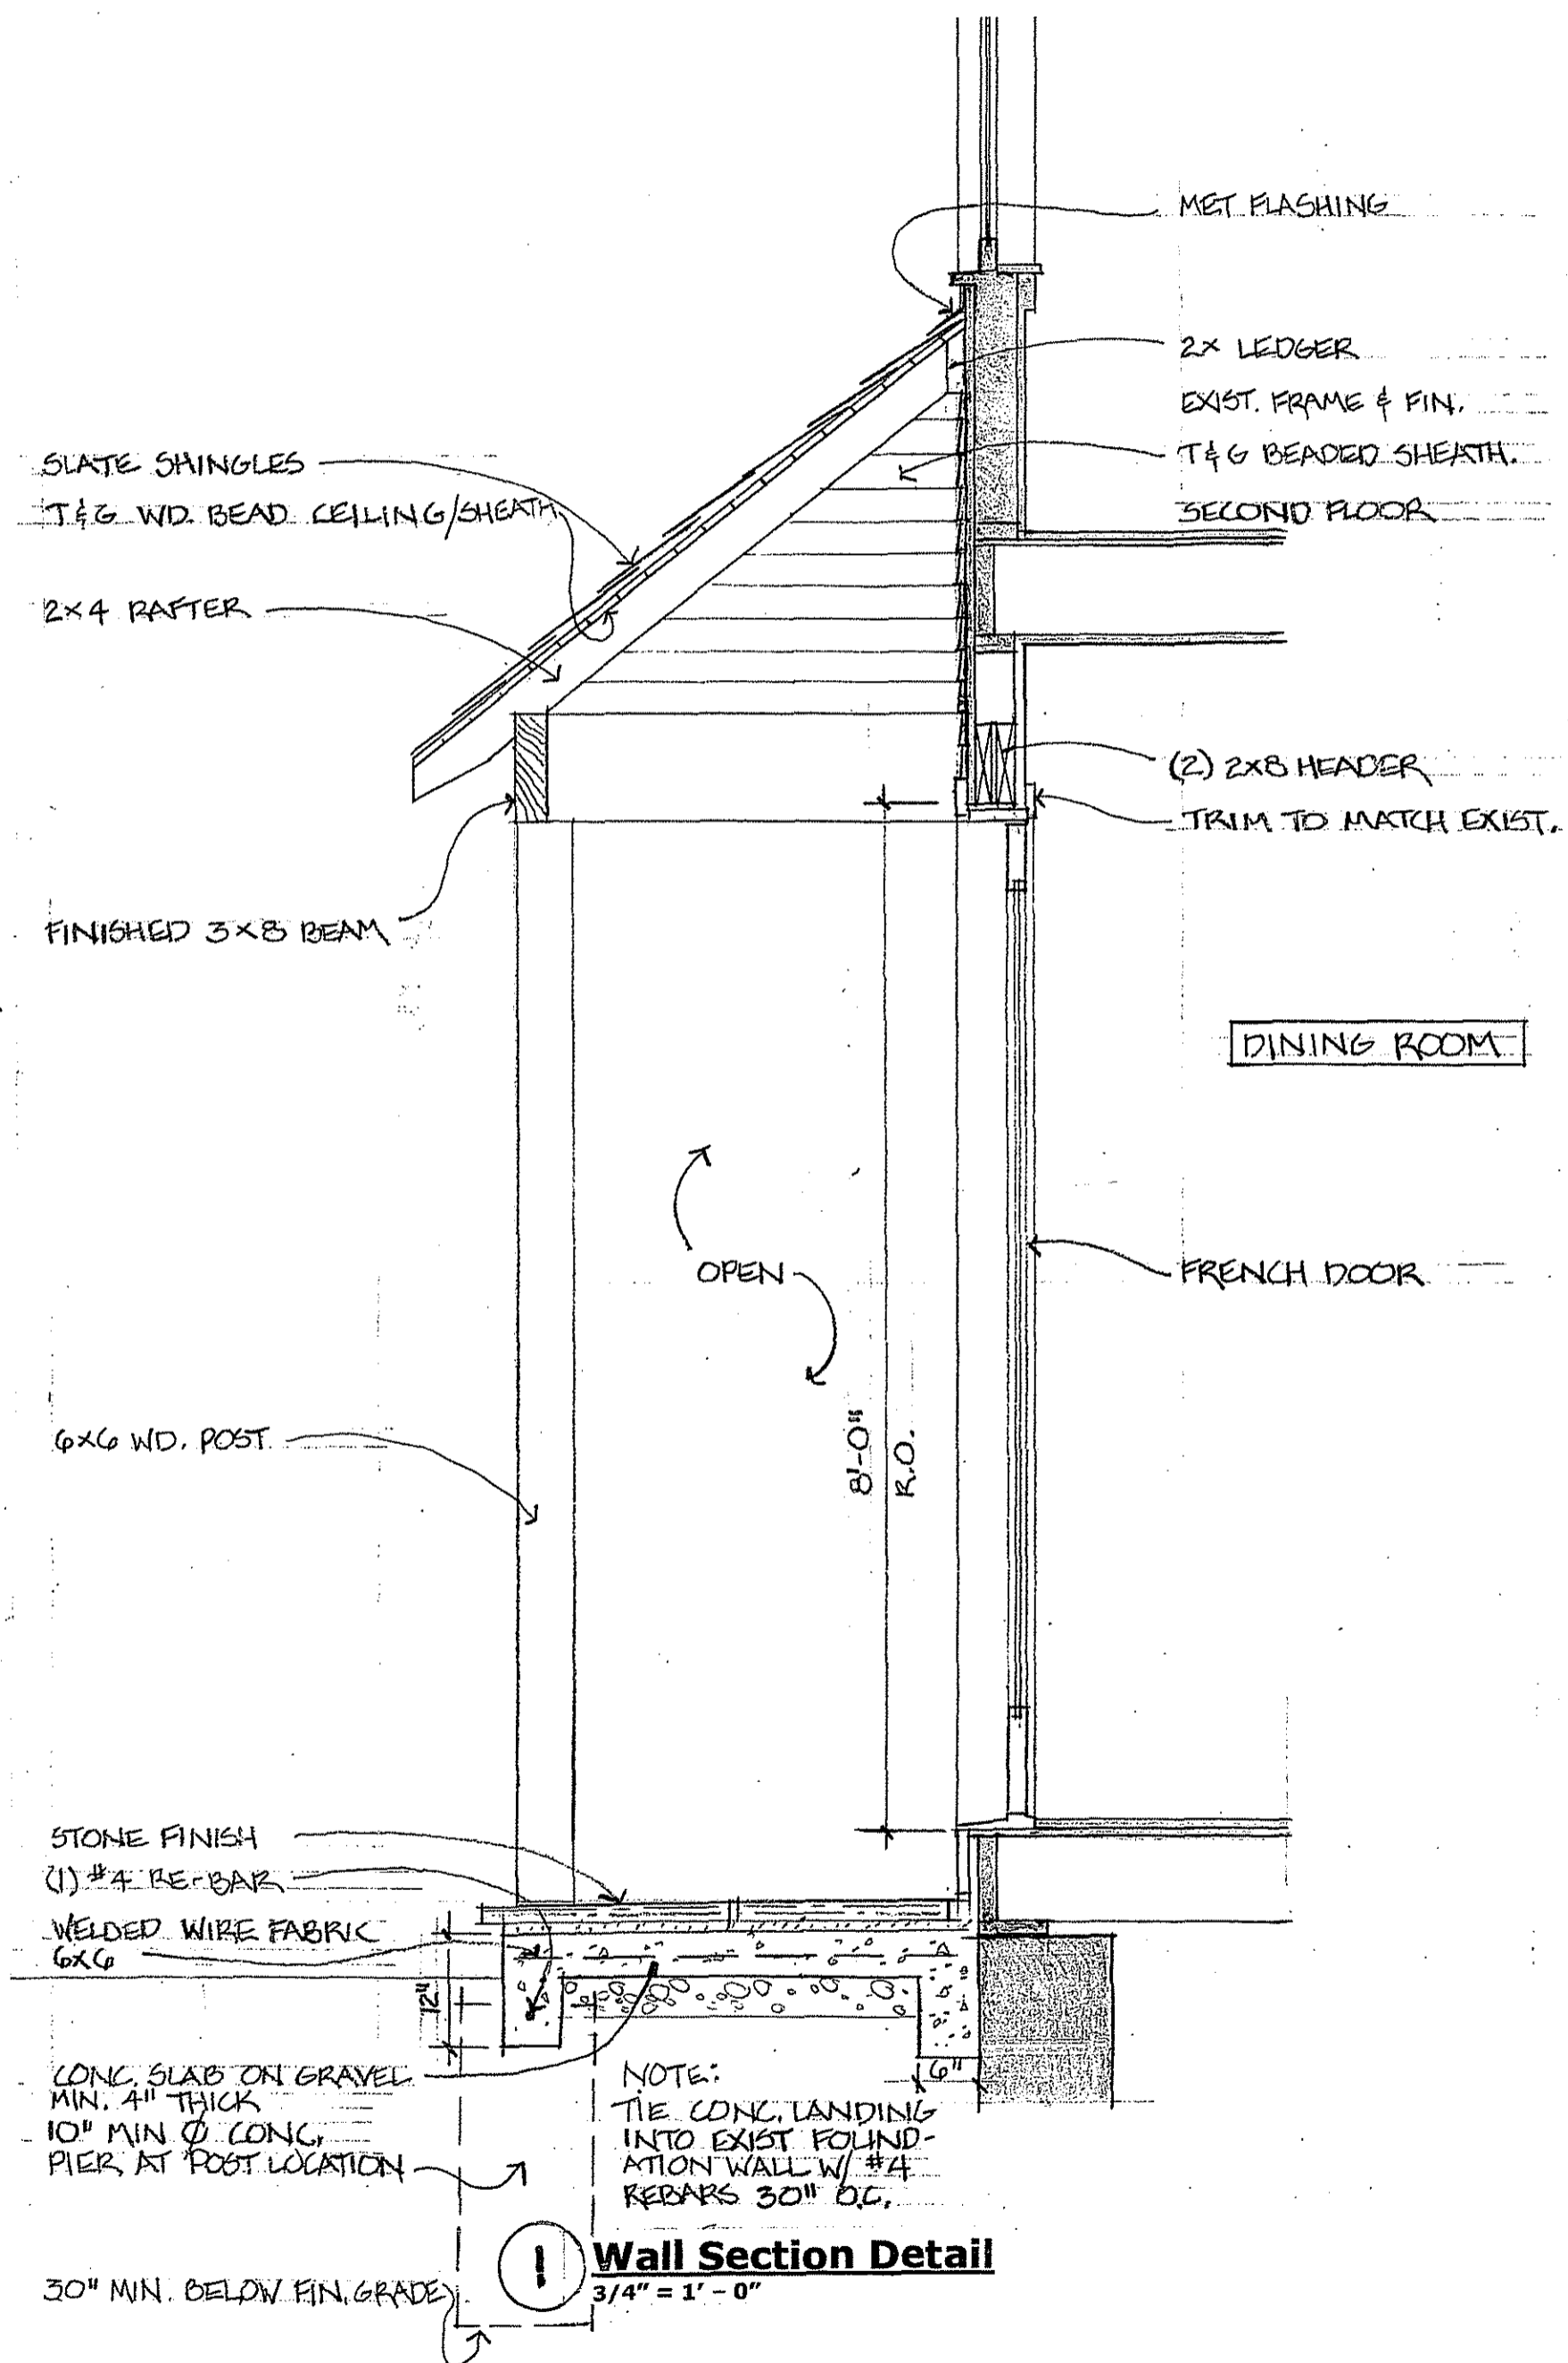 MET FLASHING
2X LEDGER
EXIST. FRAME & FIN.
T&G BEADED SHEATH.
SECOND FLOOR
SLATE SHINGLES
T&G WD. BEAD CEILING/SHEATH.
2X4 RAFTER
(2) 2X8 HEADER
TRIM TO MATCH EXIST.
FINISHED 3X8 BEAM
DINING ROOM
OPEN
FRENCH DOOR
8'-0"
R.O.
6X6 WD. POST
STONE FINISH
(1) #4 RE-BAR
WELDED WIRE FABRIC
6X6
12"
6"
CONC. SLAB ON GRAVEL
MIN. 4" THICK
10" MIN Ø CONC.
PIER AT POST LOCATION
NOTE:
TIE CONC. LANDING
INTO EXIST FOUND-
ATION WALL W/ #4
REBARS 30" O.C.
30" MIN. BELOW FIN. GRADE
1
Wall Section Detail
3/4" = 1' – 0"